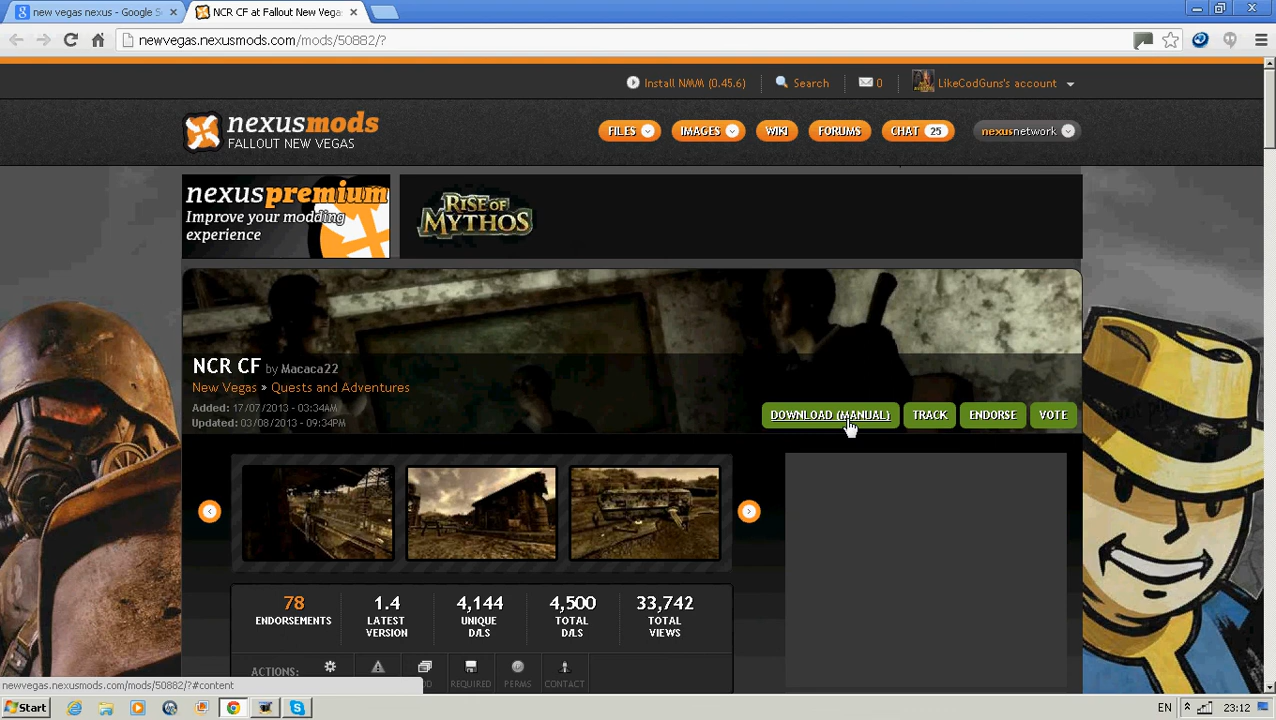 new vegas nexus - Google S
NCR CF at Fallout New Vega
newvegas.nexusmods.com/mods/50882/?
Install NMM (0.45.6)
Search
0
LikeCodGuns's account
nexusmods
FALLOUT NEW VEGAS
FILES
IMAGES
WIKI
FORUMS
CHAT 25
nexusnetwork
nexuspremium
Improve your modding
experience
RISE OF
MYTHOS
NCR CF by Macaca22
New Vegas » Quests and Adventures
Added: 17/07/2013 - 03:34AM
Updated: 03/08/2013 - 09:34PM
DOWNLOAD (MANUAL)
TRACK
ENDORSE
VOTE
78
ENDORSEMENTS
1.4
LATEST
VERSION
4,144
UNIQUE
D/LS
4,500
TOTAL
D/LS
33,742
TOTAL
VIEWS
ACTIONS:
REQUIRED
PERMS
CONTACT
newvegas.nexusmods.com/mods/50882/?#content
Start
EN
23:12